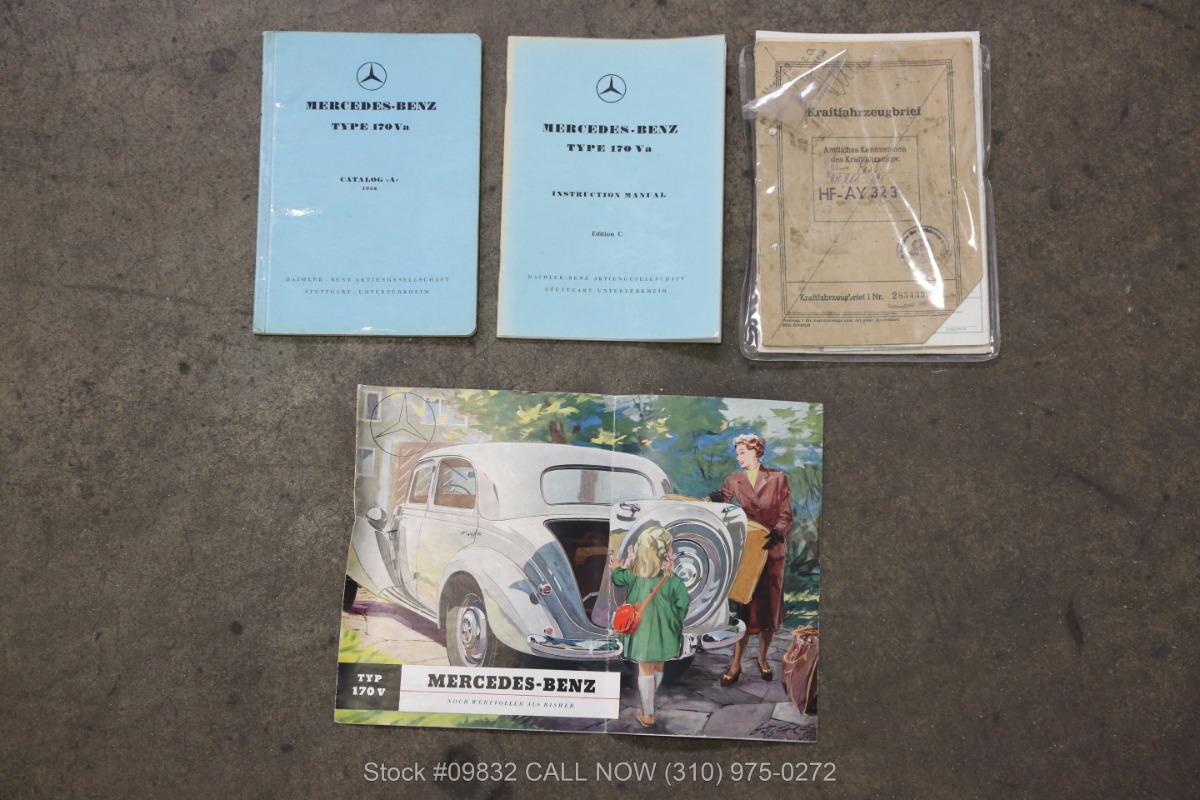 MERCEDES-BENZ
TYPE 170 Va
CATALOG «A»
1952
DAIMLER-BENZ AKTIENGESELLSCHAFT
STUTTGART-UNTERTÜRKHEIM
MERCEDES-BENZ
TYPE 170 Va
INSTRUCTION MANUAL
Edition C
DAIMLER-BENZ AKTIENGESELLSCHAFT
STUTTGART-UNTERTÜRKHEIM
Kraftfahrzeugbrief
Amtliches Kennzeichen
des Kraftfahrzeugs:
HF-AY 323
Kraftfahrzeugbrief Nr.
TYP
170 V
MERCEDES-BENZ
NOCH WERTVOLLER ALS BISHER
Stock #09832 CALL NOW (310) 975-0272